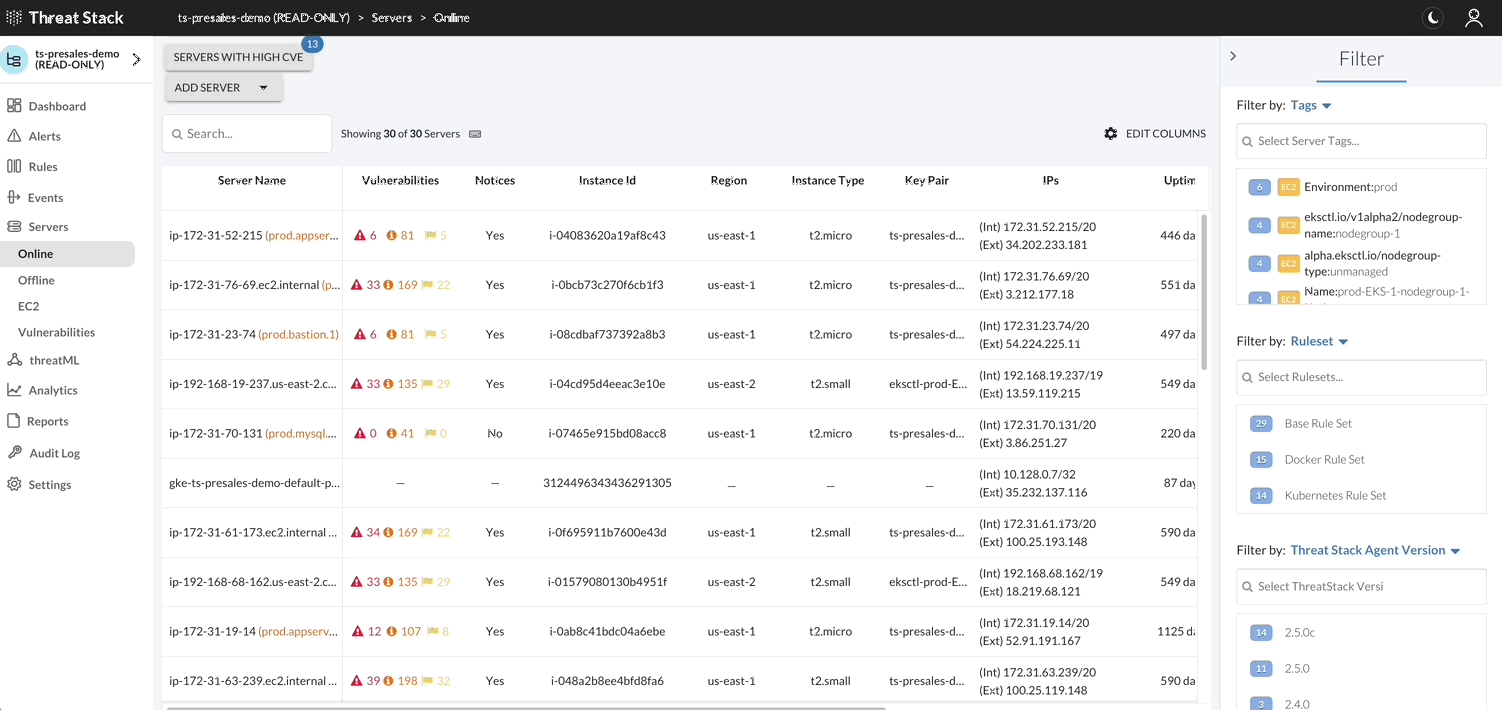 Threat Stack
ts-presales-demo (READ-ONLY) > Servers > Online
ts-presales-demo
(READ-ONLY)
Dashboard
Alerts
Rules
Events
Servers
Online
Offline
EC2
Vulnerabilities
threatML
Analytics
Reports
Audit Log
Settings
13
SERVERS WITH HIGH CVE
ADD SERVER
Search...
Showing 30 of 30 Servers
EDIT COLUMNS
Server Name Vulnerabilities Notices Instance Id Region Instance Type Key Pair IPs Uptim
ip-172-31-52-215 (prod.appser... 6 81 5 Yes i-04083620a19af8c43 us-east-1 t2.micro ts-presales-d... (Int) 172.31.52.215/20 446 da
(Ext) 34.202.233.181
ip-172-31-76-69.ec2.internal (p... 33 169 22 Yes i-0bcb73c270f6cb1f3 us-east-1 t2.micro ts-presales-d... (Int) 172.31.76.69/20 551 da
(Ext) 3.212.177.18
ip-172-31-23-74 (prod.bastion.1) 6 81 5 Yes i-08cdbaf737392a8b3 us-east-1 t2.micro ts-presales-d... (Int) 172.31.23.74/20 497 da
(Ext) 54.224.225.11
ip-192-168-19-237.us-east-2.c... 33 135 29 Yes i-04cd95d4eeac3e10e us-east-2 t2.small eksctl-prod-E... (Int) 192.168.19.237/19 549 da
(Ext) 13.59.119.215
ip-172-31-70-131 (prod.mysql.... 0 41 0 No i-07465e915bd08acc8 us-east-1 t2.micro ts-presales-d... (Int) 172.31.70.131/20 220 da
(Ext) 3.86.251.27
gke-ts-presales-demo-default-p... — — 3124496343436291305 — — — (Int) 10.128.0.7/32 87 day
(Ext) 35.232.137.116
ip-172-31-61-173.ec2.internal ... 34 169 22 Yes i-0f695911b7600e43d us-east-1 t2.small ts-presales-d... (Int) 172.31.61.173/20 590 da
(Ext) 100.25.193.148
ip-192-168-68-162.us-east-2.c... 33 135 29 Yes i-01579080130b4951f us-east-2 t2.small eksctl-prod-E... (Int) 192.168.68.162/19 549 da
(Ext) 18.219.68.121
ip-172-31-19-14 (prod.appserv... 12 107 8 Yes i-0ab8c41bdc04a6ebe us-east-1 t2.micro ts-presales-d... (Int) 172.31.19.14/20 1125 da
(Ext) 52.91.191.167
ip-172-31-63-239.ec2.internal ... 39 198 32 Yes i-048a2b8ee4bfd8fa6 us-east-1 t2.small ts-presales-d... (Int) 172.31.63.239/20 590 da
(Ext) 100.25.119.148
Filter
Filter by: Tags
Select Server Tags...
6 EC2 Environment:prod
4 EC2 eksctl.io/v1alpha2/nodegroup-
name:nodegroup-1
4 EC2 alpha.eksctl.io/nodegroup-
type:unmanaged
4 EC2 Name:prod-EKS-1-nodegroup-1-
Filter by: Ruleset
Select Rulesets...
29 Base Rule Set
15 Docker Rule Set
14 Kubernetes Rule Set
Filter by: Threat Stack Agent Version
Select ThreatStack Versi
14 2.5.0c
11 2.5.0
3 2.4.0